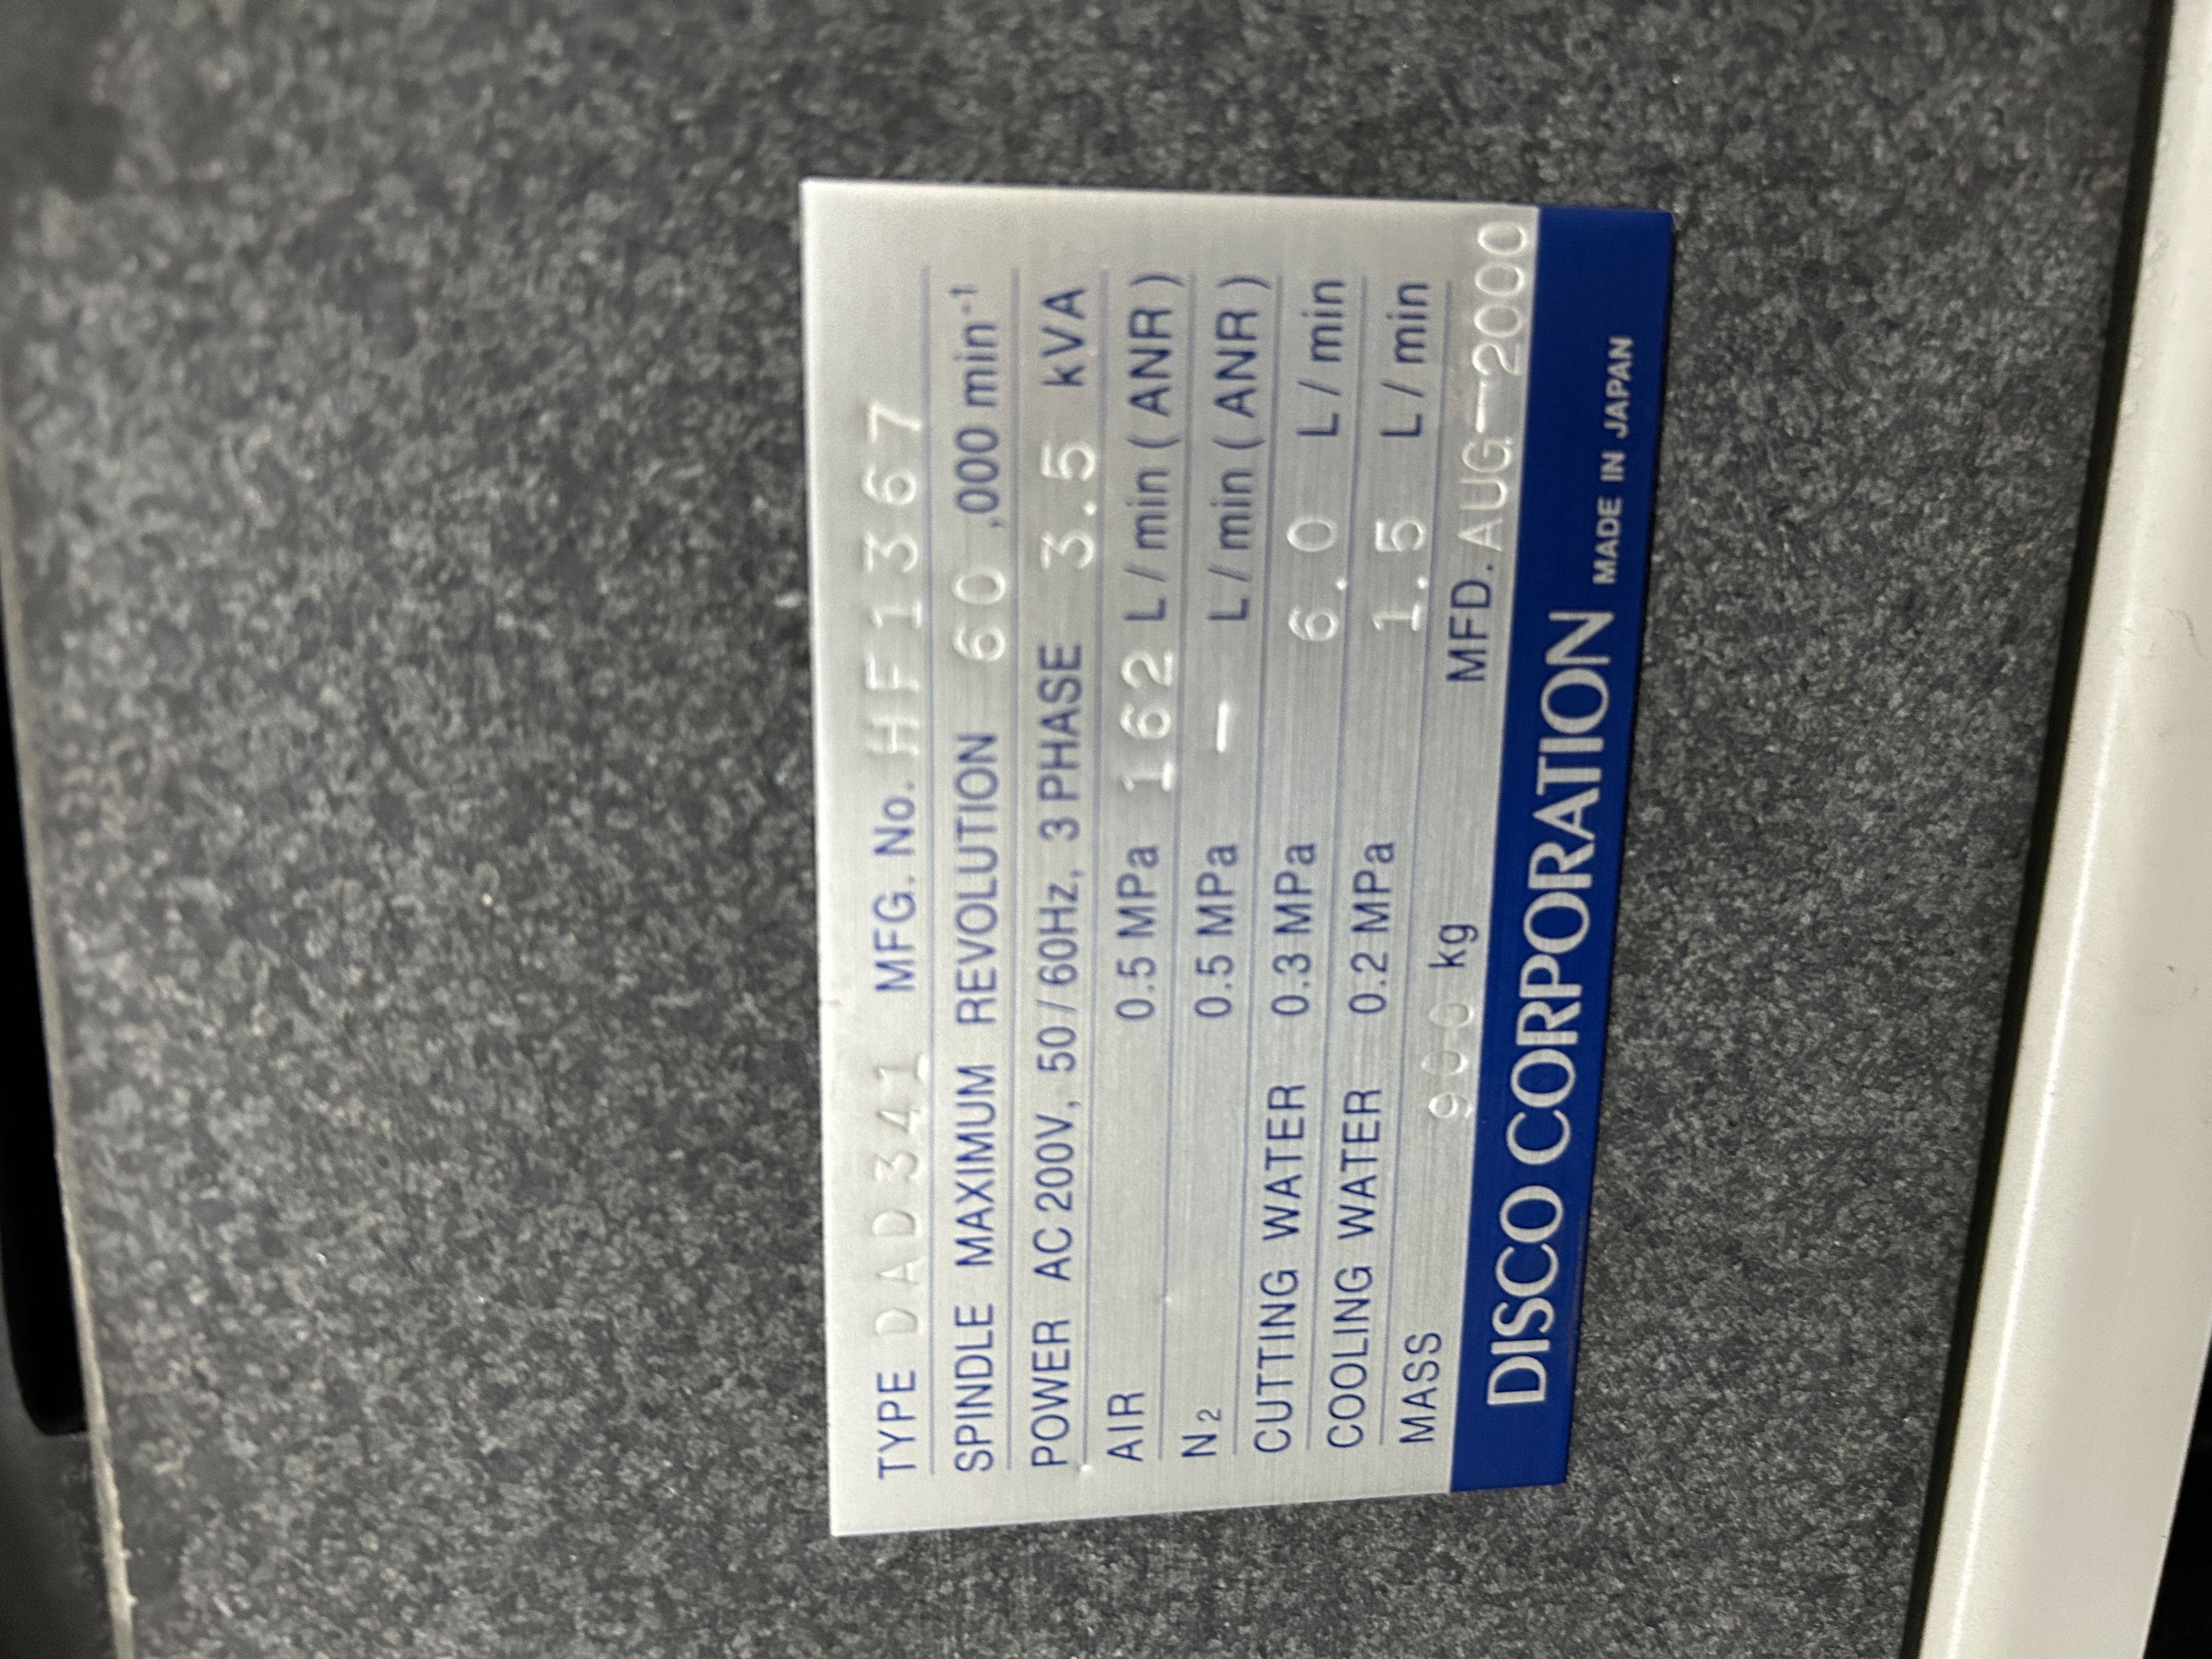 TYPE DAD341 MFG. No. HF1367
SPINDLE MAXIMUM REVOLUTION 60 ,000 min⁻¹
POWER AC200V, 50/60Hz, 3 PHASE 3.5 kVA
AIR 0.5 MPa 162 L/min (ANR)
N₂ 0.5 MPa — L/min (ANR)
CUTTING WATER 0.3 MPa 6.0 L/min
COOLING WATER 0.2 MPa 1.5 L/min
MASS 900 kg MFD. AUG-2000
DISCO CORPORATION MADE IN JAPAN